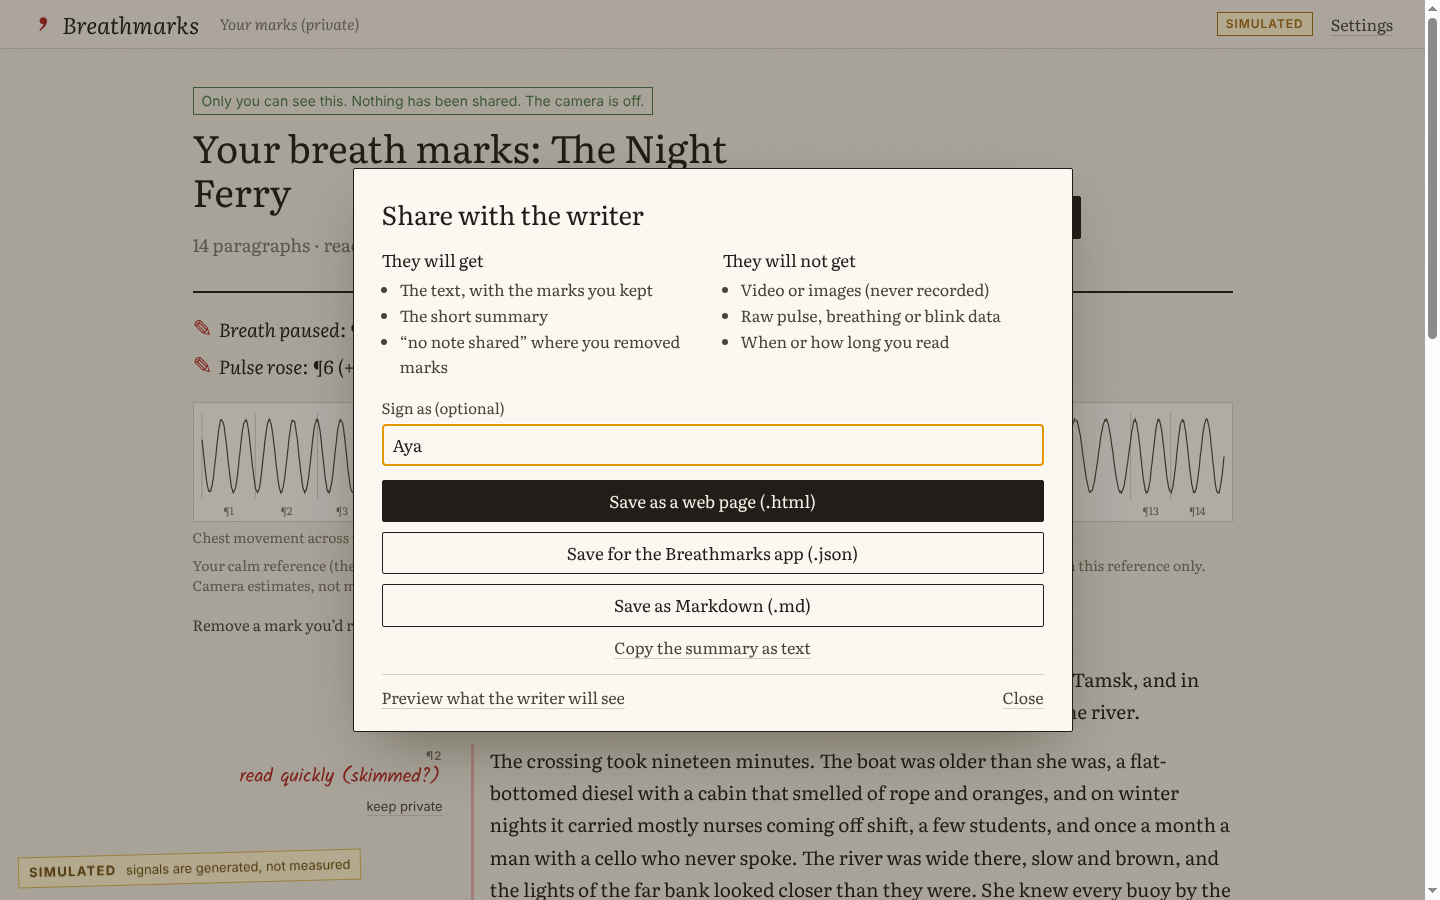 Breathmarks
Your marks (private)
SIMULATED
Settings
Only you can see this. Nothing has been shared. The camera is off.
Your breath marks: The Night
Ferry
14 paragraphs
Breath paused:
Pulse rose: ¶6
Share with the writer
They will get
The text, with the marks you kept
The short summary
“no note shared” where you removed
marks
They will not get
Video or images (never recorded)
Raw pulse, breathing or blink data
When or how long you read
Sign as (optional)
Aya
Save as a web page (.html)
Save for the Breathmarks app (.json)
Save as Markdown (.md)
Copy the summary as text
Preview what the writer will see
Close
¶1
¶2
¶3
¶13
¶14
Chest movement across
Your calm reference
this reference only.
Camera estimates, not
Remove a mark you’d
Tamsk, and in
river.
¶2
read quickly (skimmed?)
keep private
The crossing took nineteen minutes. The boat was older than she was, a flat-
bottomed diesel with a cabin that smelled of rope and oranges, and on winter
nights it carried mostly nurses coming off shift, a few students, and once a month a
man with a cello who never spoke. The river was wide there, slow and brown, and
the lights of the far bank looked closer than they were. She knew every buoy by the
SIMULATED signals are generated, not measured